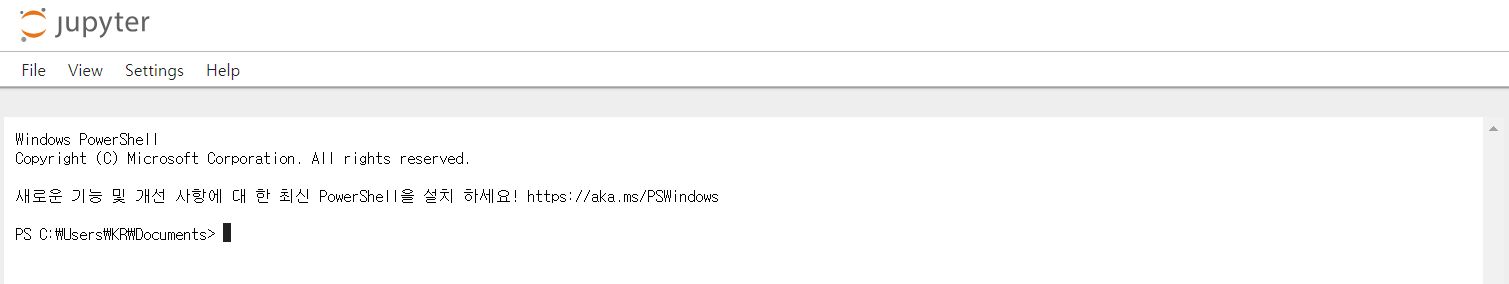 jupyter
File View Settings Help
Windows PowerShell
Copyright (C) Microsoft Corporation. All rights reserved.
새로운 기능 및 개선 사항에 대 한 최신 PowerShell을 설치 하세요! https://aka.ms/PSWindows
PS C:₩Users₩KR₩Documents>